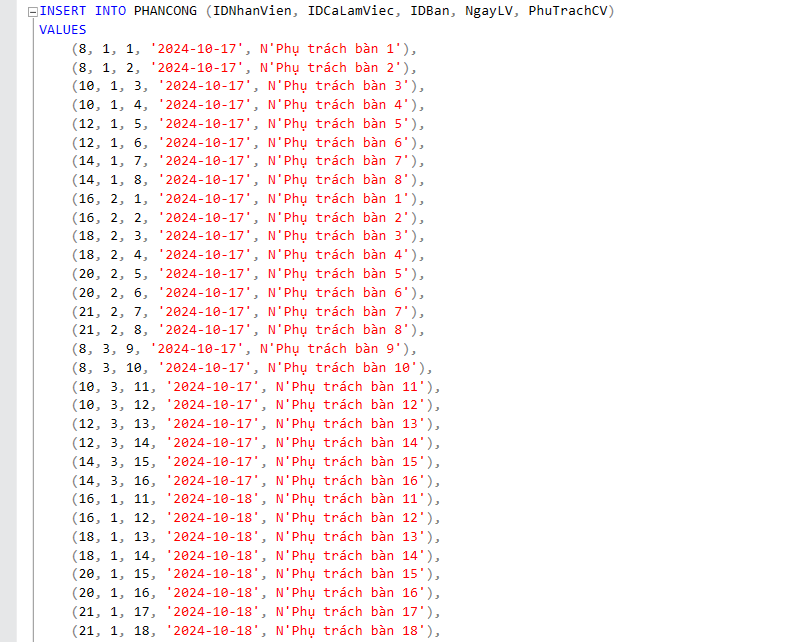 INSERT INTO PHANCONG (IDNhanVien, IDCaLamViec, IDBan, NgayLV, PhuTrachCV)
VALUES
(8, 1, 1, '2024-10-17', N'Phụ trách bàn 1'),
(8, 1, 2, '2024-10-17', N'Phụ trách bàn 2'),
(10, 1, 3, '2024-10-17', N'Phụ trách bàn 3'),
(10, 1, 4, '2024-10-17', N'Phụ trách bàn 4'),
(12, 1, 5, '2024-10-17', N'Phụ trách bàn 5'),
(12, 1, 6, '2024-10-17', N'Phụ trách bàn 6'),
(14, 1, 7, '2024-10-17', N'Phụ trách bàn 7'),
(14, 1, 8, '2024-10-17', N'Phụ trách bàn 8'),
(16, 2, 1, '2024-10-17', N'Phụ trách bàn 1'),
(16, 2, 2, '2024-10-17', N'Phụ trách bàn 2'),
(18, 2, 3, '2024-10-17', N'Phụ trách bàn 3'),
(18, 2, 4, '2024-10-17', N'Phụ trách bàn 4'),
(20, 2, 5, '2024-10-17', N'Phụ trách bàn 5'),
(20, 2, 6, '2024-10-17', N'Phụ trách bàn 6'),
(21, 2, 7, '2024-10-17', N'Phụ trách bàn 7'),
(21, 2, 8, '2024-10-17', N'Phụ trách bàn 8'),
(8, 3, 9, '2024-10-17', N'Phụ trách bàn 9'),
(8, 3, 10, '2024-10-17', N'Phụ trách bàn 10'),
(10, 3, 11, '2024-10-17', N'Phụ trách bàn 11'),
(10, 3, 12, '2024-10-17', N'Phụ trách bàn 12'),
(12, 3, 13, '2024-10-17', N'Phụ trách bàn 13'),
(12, 3, 14, '2024-10-17', N'Phụ trách bàn 14'),
(14, 3, 15, '2024-10-17', N'Phụ trách bàn 15'),
(14, 3, 16, '2024-10-17', N'Phụ trách bàn 16'),
(16, 1, 11, '2024-10-18', N'Phụ trách bàn 11'),
(16, 1, 12, '2024-10-18', N'Phụ trách bàn 12'),
(18, 1, 13, '2024-10-18', N'Phụ trách bàn 13'),
(18, 1, 14, '2024-10-18', N'Phụ trách bàn 14'),
(20, 1, 15, '2024-10-18', N'Phụ trách bàn 15'),
(20, 1, 16, '2024-10-18', N'Phụ trách bàn 16'),
(21, 1, 17, '2024-10-18', N'Phụ trách bàn 17'),
(21, 1, 18, '2024-10-18', N'Phụ trách bàn 18'),